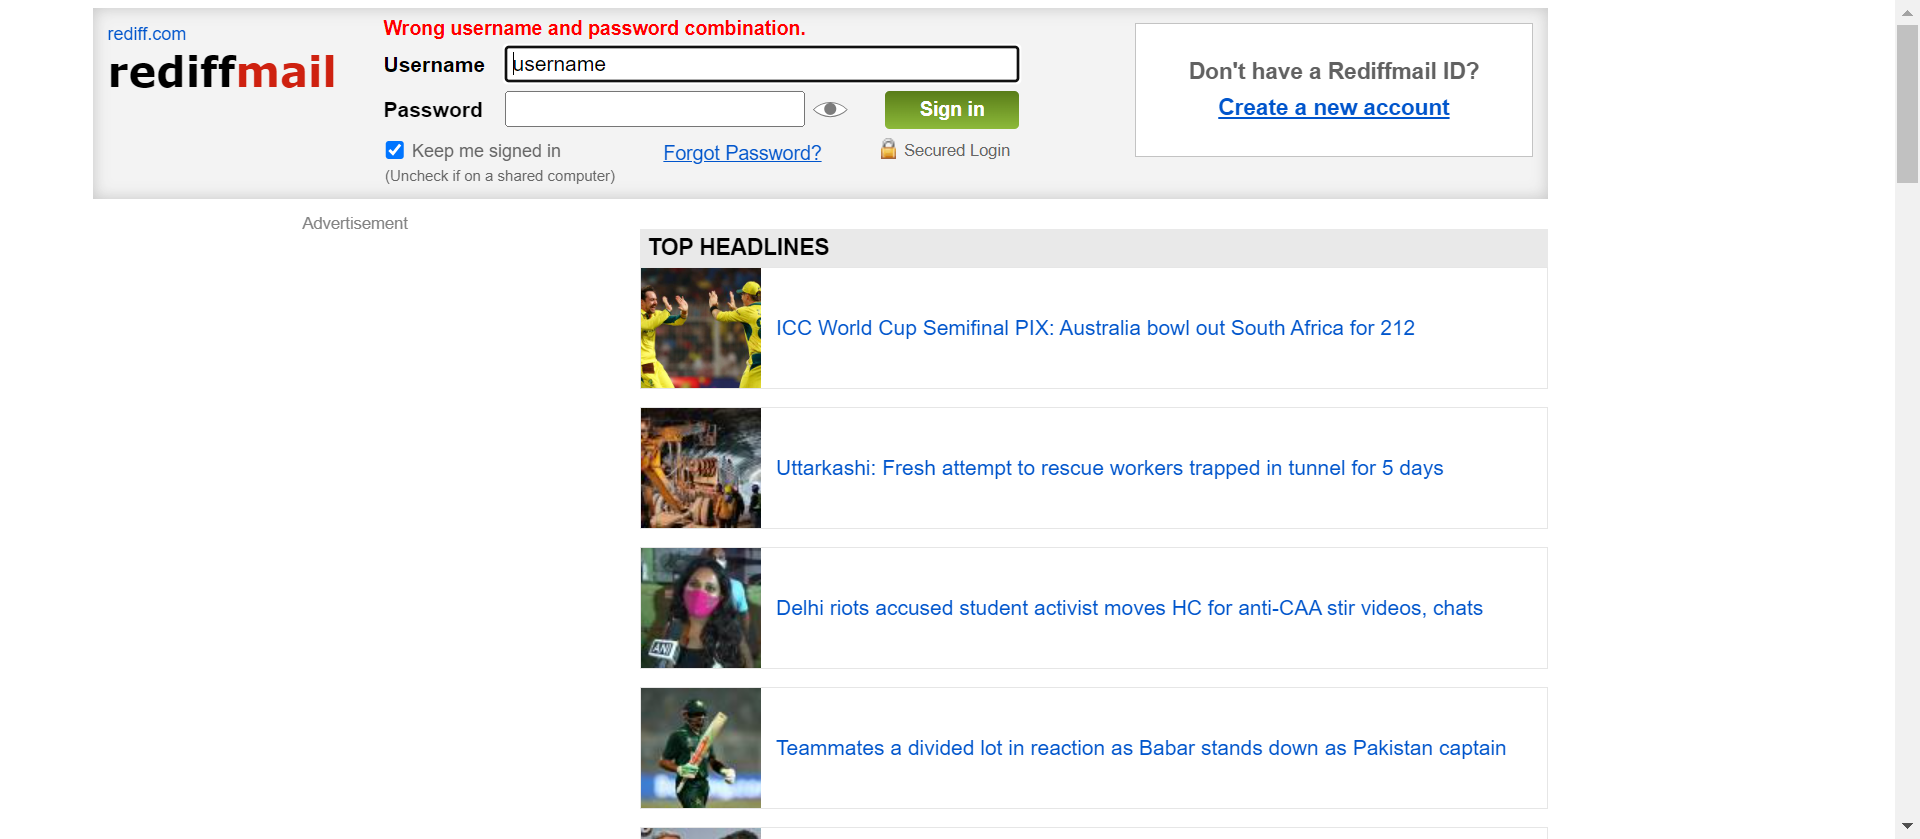 rediff.com
rediffmail
Wrong username and password combination.
Username
username
Password
Sign in
Keep me signed in
(Uncheck if on a shared computer)
Forgot Password?
Secured Login
Don't have a Rediffmail ID?
Create a new account
Advertisement
TOP HEADLINES
ICC World Cup Semifinal PIX: Australia bowl out South Africa for 212
Uttarkashi: Fresh attempt to rescue workers trapped in tunnel for 5 days
ANI
Delhi riots accused student activist moves HC for anti-CAA stir videos, chats
Teammates a divided lot in reaction as Babar stands down as Pakistan captain